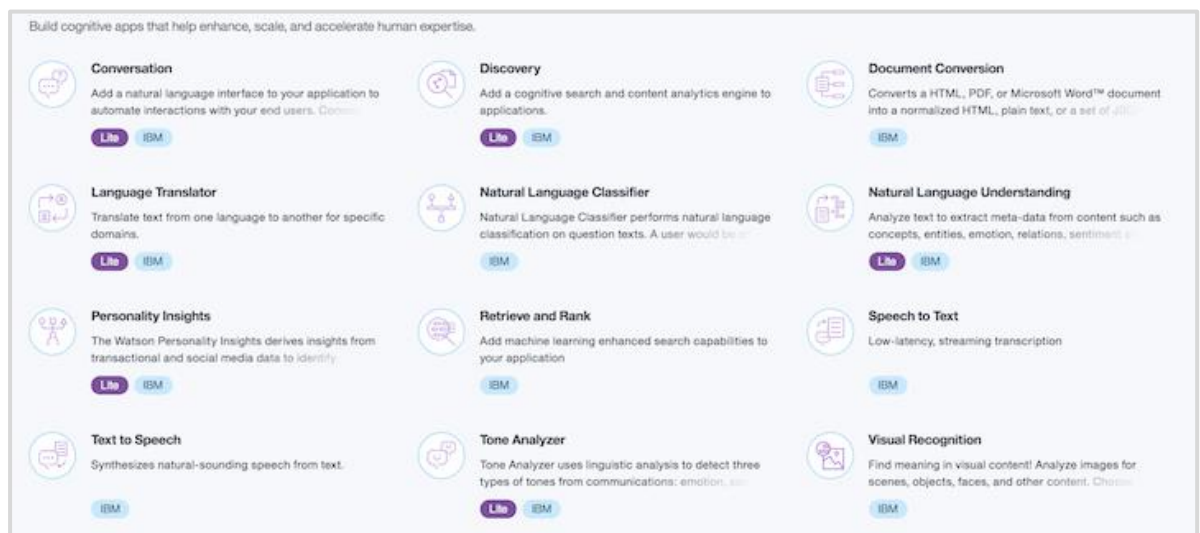 Build cognitive apps that help enhance, scale, and accelerate human expertise.
Conversation
Add a natural language interface to your application to
automate interactions with your end users.
Lite IBM
Discovery
Add a cognitive search and content analytics engine to
applications.
Lite IBM
Document Conversion
Converts a HTML, PDF, or Microsoft Word™ document
into a normalized HTML, plain text, or a set of
IBM
Language Translator
Translate text from one language to another for specific
domains.
Lite IBM
Natural Language Classifier
Natural Language Classifier performs natural language
classification on question texts. A user would be
IBM
Natural Language Understanding
Analyze text to extract meta-data from content such as
concepts, entities, emotion, relations, sentiment
Lite IBM
Personality Insights
The Watson Personality Insights derives insights from
transactional and social media data to identify
Lite IBM
Retrieve and Rank
Add machine learning enhanced search capabilities to
your application
IBM
Speech to Text
Low-latency, streaming transcription
IBM
Text to Speech
Synthesizes natural-sounding speech from text.
IBM
Tone Analyzer
Tone Analyzer uses linguistic analysis to detect three
types of tones from communications: emotion,
Lite IBM
Visual Recognition
Find meaning in visual content! Analyze images for
scenes, objects, faces, and other content.
IBM